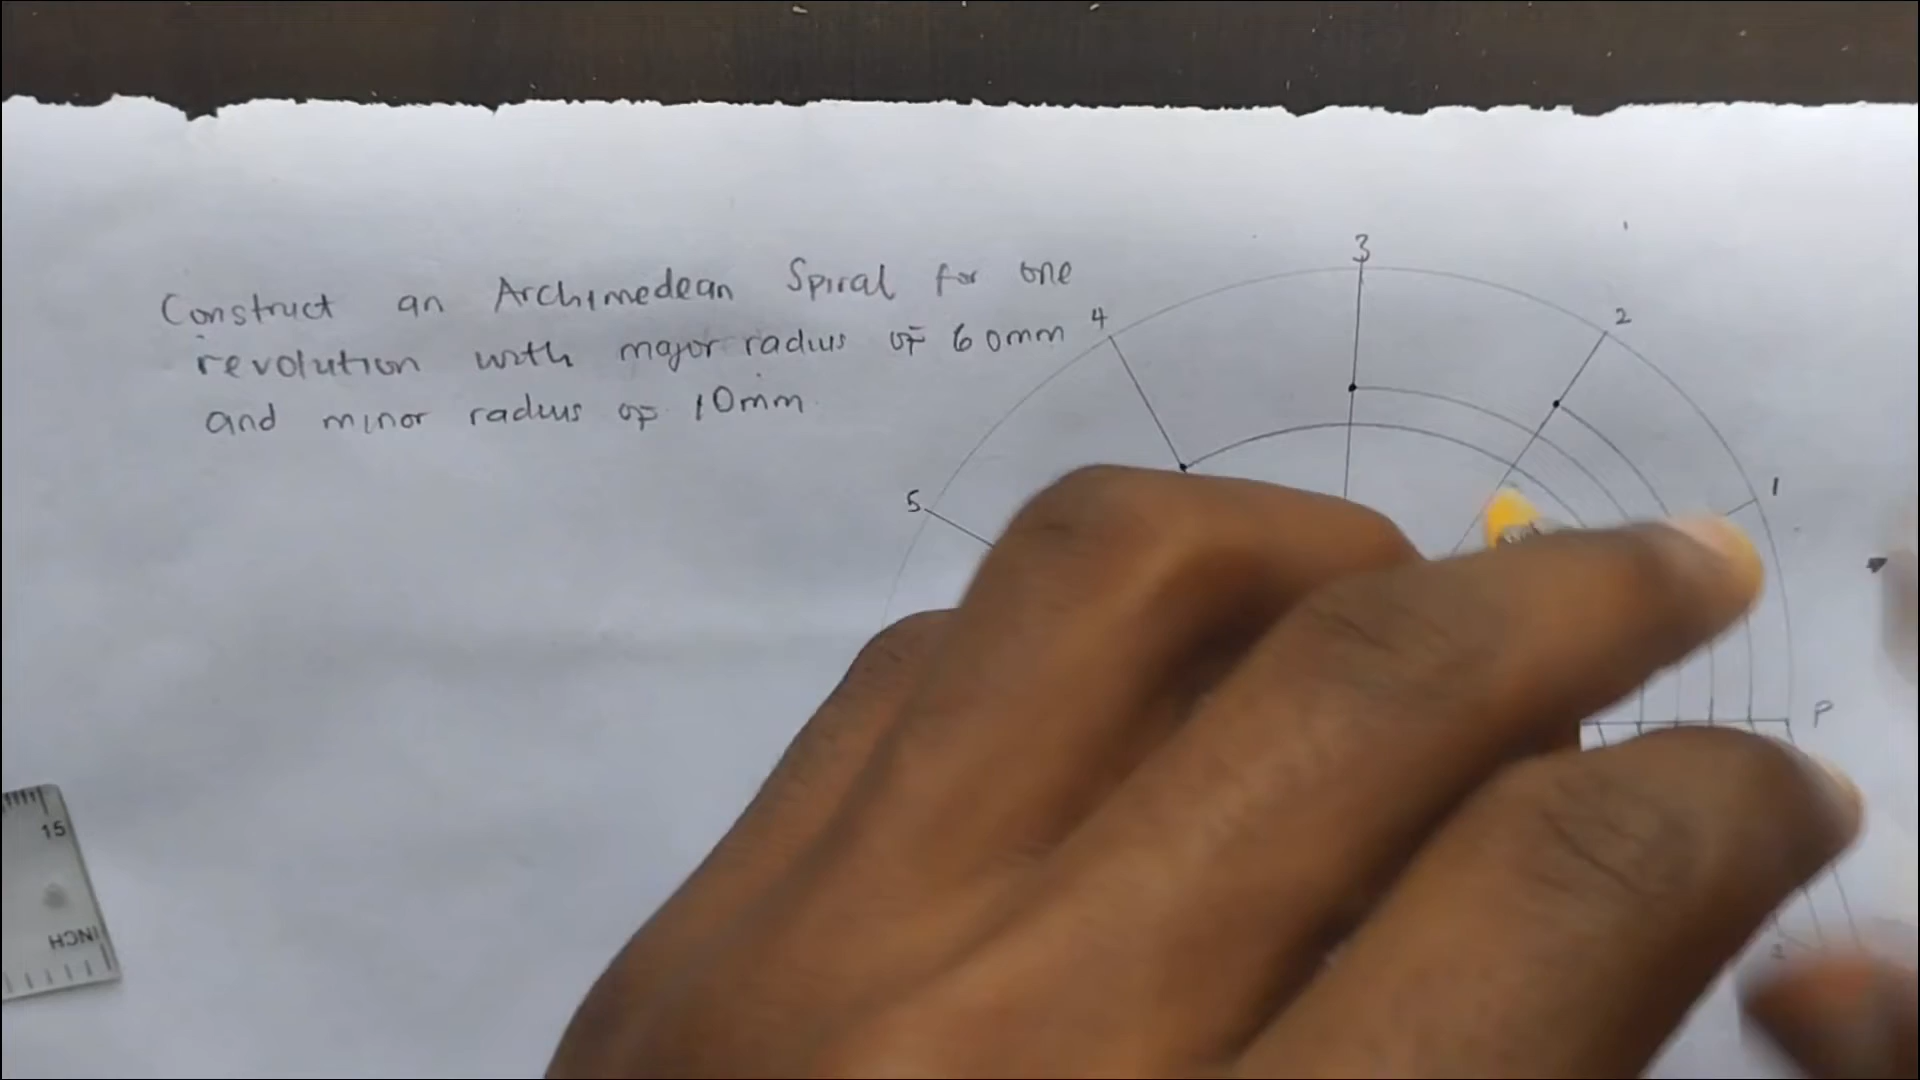 Construct an Archimedean Spiral for one
revolution with major radius of 60mm
and minor radius of 10mm
3
4
2
1
5
P
15
INCH
2